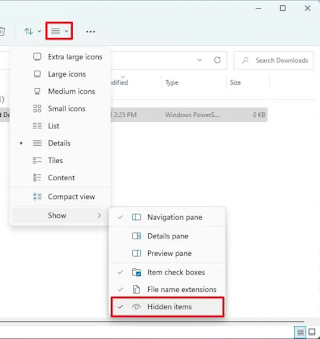 Search Downloads
odified
Type
Size
2:25 PM
Windows PowerS...
0 KB
Extra large icons
Large icons
Medium icons
Small icons
List
Details
Tiles
Content
Compact view
Show
Navigation pane
Details pane
Preview pane
Item check boxes
File name extensions
Hidden items